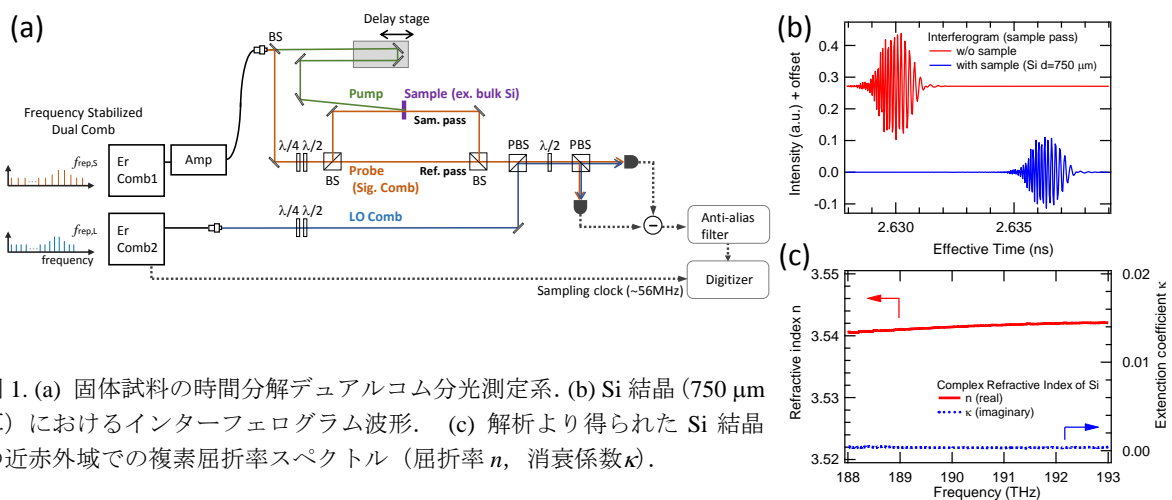 (a)
Delay stage
BS
Pump
Sample (ex. bulk Si)
Sam. pass
Frequency Stabilized
Dual Comb
frep,S
Er
Comb1
Amp
λ/4 λ/2
BS
Probe
(Sig. Comb)
Ref. pass
BS
PBS
λ/2
PBS
frep,L
frequency
Er
Comb2
λ/4 λ/2
LO Comb
Anti-alias
filter
Digitizer
Sampling clock (~56MHz)
(b)
Intensity (a.u.) + offset
0.4
0.3
0.2
0.1
0.0
-0.1
Interferogram (sample pass)
w/o sample
with sample (Si d=750 μm)
2.630
2.635
Effective Time (ns)
(c)
Refractive index n
3.55
3.54
3.53
3.52
Complex Refractive Index of Si
n (real)
κ (imaginary)
0.02
0.01
0.00
Extenction coefficient κ
188 189 190 191 192 193
Frequency (THz)
1. (a) 固体試料の時間分解デュアルコム分光測定系. (b) Si 結晶 (750 μm
) におけるインターフェログラム波形. (c) 解析より得られた Si 結晶
近赤外域での複素屈折率スペクトル (屈折率 n, 消衰係数κ).